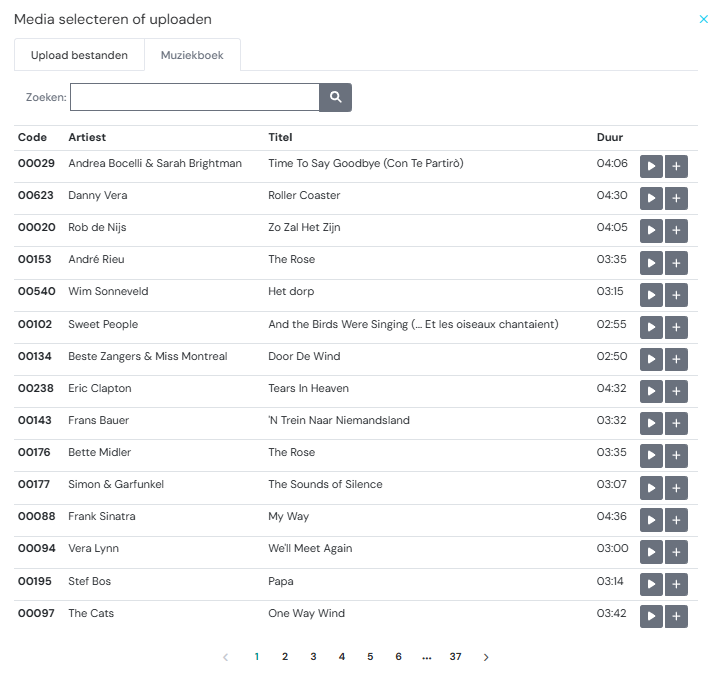 Media selecteren of uploaden
Upload bestanden Muziekboek
Zoeken:
Code Artiest Titel Duur
00029 Andrea Bocelli & Sarah Brightman Time To Say Goodbye (Con Te Partirò) 04:06
00623 Danny Vera Roller Coaster 04:30
00020 Rob de Nijs Zo Zal Het Zijn 04:05
00153 André Rieu The Rose 03:35
00540 Wim Sonneveld Het dorp 03:15
00102 Sweet People And the Birds Were Singing (... Et les oiseaux chantaient) 02:55
00134 Beste Zangers & Miss Montreal Door De Wind 02:50
00238 Eric Clapton Tears In Heaven 04:32
00143 Frans Bauer 'N Trein Naar Niemandsland 03:32
00176 Bette Midler The Rose 03:35
00177 Simon & Garfunkel The Sounds of Silence 03:07
00088 Frank Sinatra My Way 04:36
00094 Vera Lynn We'll Meet Again 03:00
00195 Stef Bos Papa 03:14
00097 The Cats One Way Wind 03:42
1 2 3 4 5 6 ... 37